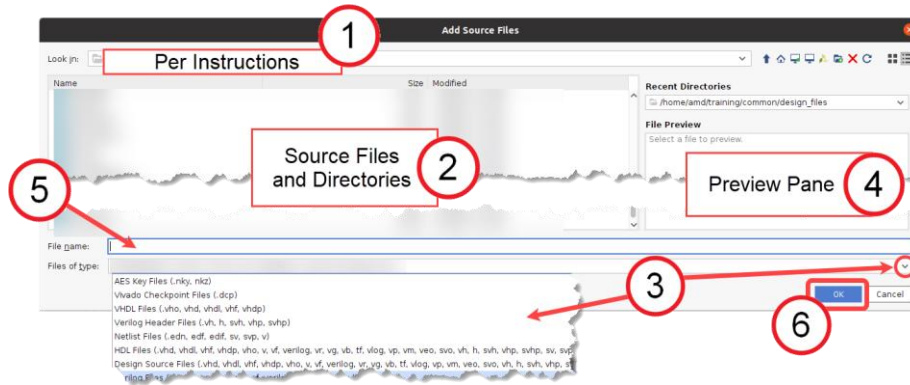 1
Add Source Files
Look in:
Per Instructions
Name
Size
Modified
Recent Directories
/home/amd/training/common/design_files
File Preview
Select a file to preview.
Source Files
and Directories
2
Preview Pane
4
5
File name:
Files of type:
3
AES Key Files (.nky, nkz)
Vivado Checkpoint Files (.dcp)
VHDL Files (.vho, vhd, vhdl, vhf, vhdp)
Verilog Header Files (.vh, h, svh, vhp, svhp)
Netlist Files (.edn, edf, edif, sv, svp, v)
HDL Files (.vhd, vhdl, vhf, vhdp, vho, v, vf, verilog, vr, vg, vb, tf, vlog, vp, vm, veo, svo, vh, h, svh, vhp, svhp, sv, svp
Design Source Files (.vhd, vhdl, vhf, vhdp, vho, v, vf, verilog, vr, vg, vb, tf, vlog, vp, vm, veo, svo, vh, h, svh, vhp,
Verilog Files
OK
Cancel
6